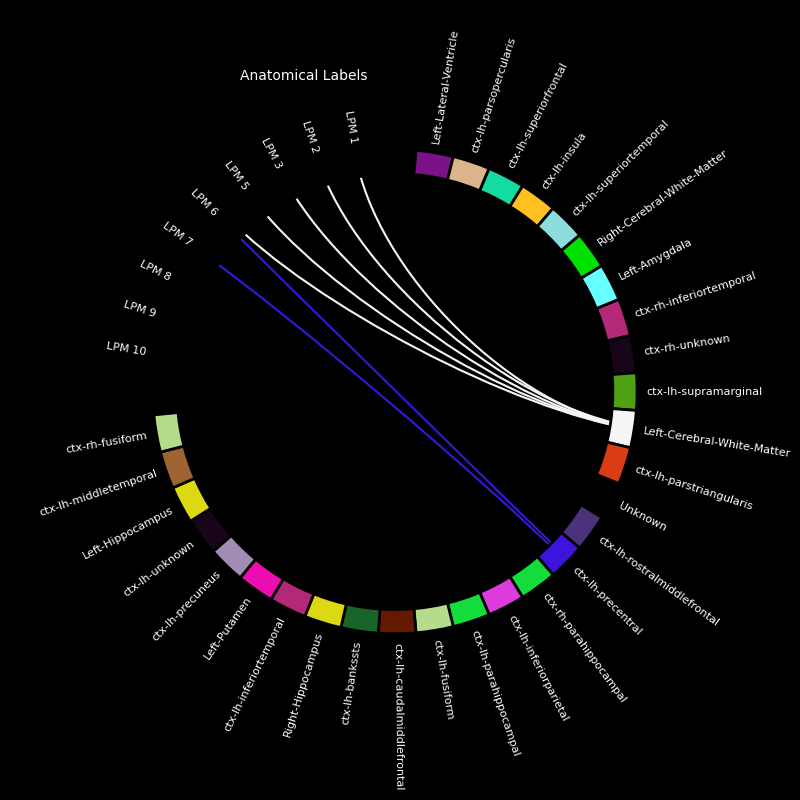 Anatomical Labels
Left-Lateral-Ventricle
ctx-lh-parsopercularis
ctx-lh-superiorfrontal
ctx-lh-insula
ctx-lh-superiortemporal
Right-Cerebral-White-Matter
Left-Amygdala
ctx-rh-inferiortemporal
ctx-rh-unknown
ctx-lh-supramarginal
Left-Cerebral-White-Matter
ctx-lh-parstriangularis
Unknown
ctx-lh-rostralmiddlefrontal
ctx-lh-precentral
ctx-rh-parahippocampal
ctx-lh-inferiorparietal
ctx-lh-parahippocampal
ctx-lh-fusiform
ctx-lh-caudalmiddlefrontal
ctx-lh-bankssts
Right-Hippocampus
ctx-lh-inferiortemporal
Left-Putamen
ctx-lh-precuneus
ctx-lh-unknown
Left-Hippocampus
ctx-lh-middletemporal
ctx-rh-fusiform
LPM 10
LPM 9
LPM 8
LPM 7
LPM 6
LPM 5
LPM 3
LPM 2
LPM 1